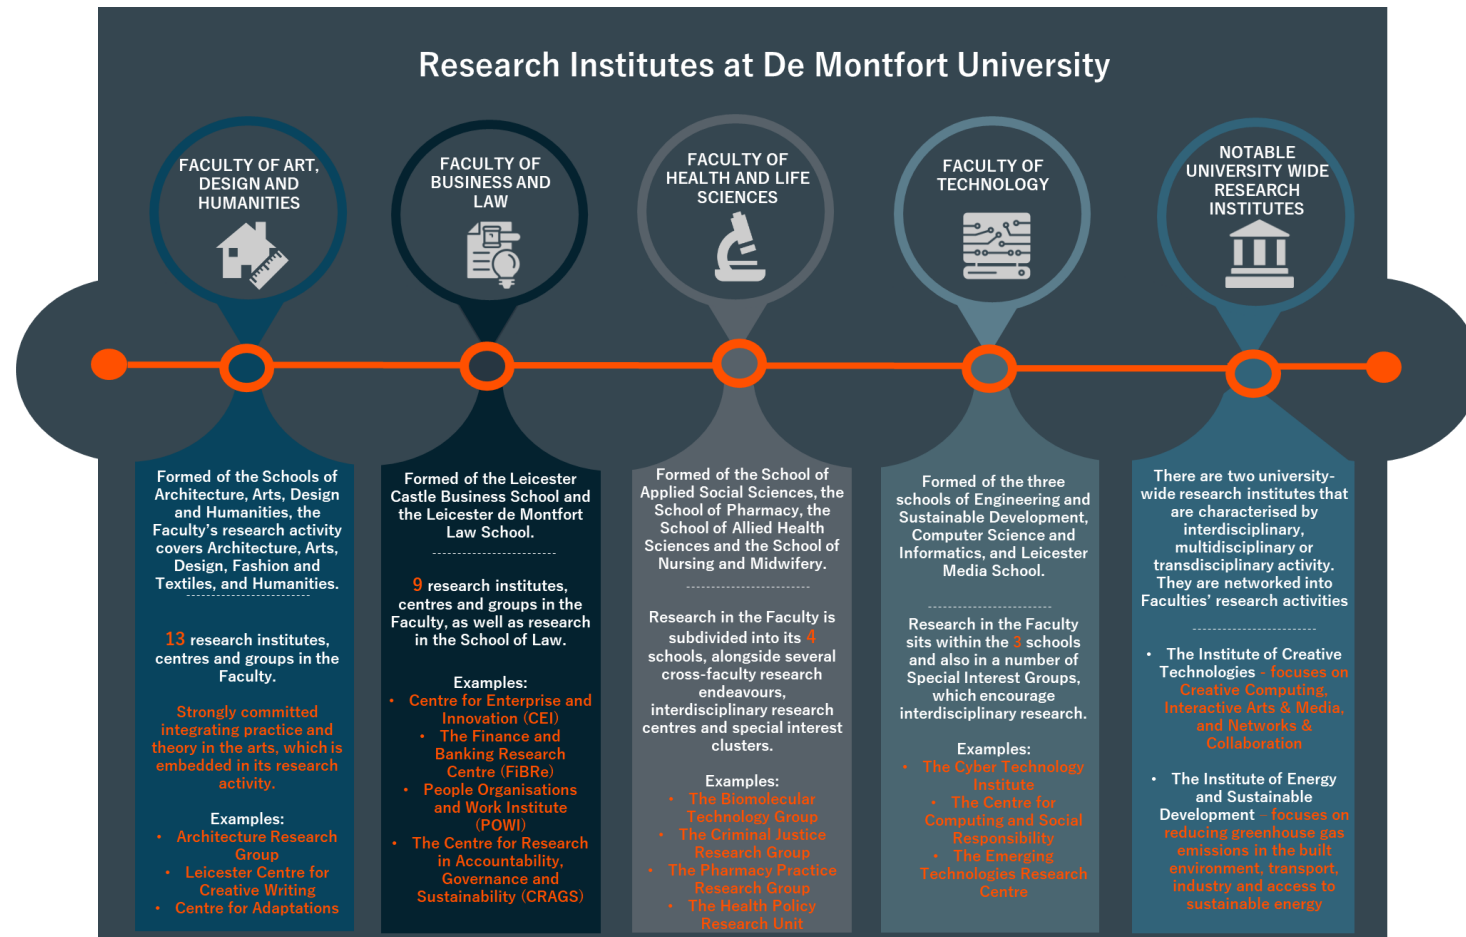 Research Institutes at De Montfort University
FACULTY OF ART,
DESIGN AND
HUMANITIES
Formed of the Schools of
Architecture, Arts, Design
and Humanities, the
Faculty's research activity
covers Architecture, Arts,
Design, Fashion and
Textiles, and Humanities.
13 research institutes,
centres and groups in the
Faculty.
Strongly committed
integrating practice and
theory in the arts, which is
embedded in its research
activity.
Examples:
• Architecture Research
Group
• Leicester Centre for
Creative Writing
• Centre for Adaptations
FACULTY OF
BUSINESS AND
LAW
Formed of the Leicester
Castle Business School and
the Leicester de Montfort
Law School.
9 research institutes,
centres and groups in the
Faculty, as well as research
in the School of Law.
Examples:
• Centre for Enterprise and
Innovation (CEI)
• The Finance and
Banking Research
Centre (FiBRe)
• People Organisations
and Work Institute
(POWI)
• The Centre for Research
in Accountability,
Governance and
Sustainability (CRAGS)
FACULTY OF
HEALTH AND LIFE
SCIENCES
Formed of the School of
Applied Social Sciences, the
School of Pharmacy, the
School of Allied Health
Sciences and the School of
Nursing and Midwifery.
Research in the Faculty is
subdivided into its 4
schools, alongside several
cross-faculty research
endeavours,
interdisciplinary research
centres and special interest
clusters.
Examples:
• The Biomolecular
Technology Group
• The Criminal Justice
Research Group
• The Pharmacy Practice
Research Group
• The Health Policy
Research Unit
FACULTY OF
TECHNOLOGY
Formed of the three
schools of Engineering and
Sustainable Development,
Computer Science and
Informatics, and Leicester
Media School.
Research in the Faculty
sits within the 3 schools
and also in a number of
Special Interest Groups,
which encourage
interdisciplinary research.
Examples:
• The Cyber Technology
Institute
• The Centre for
Computing and Social
Responsibility
• The Emerging
Technologies Research
Centre
NOTABLE
UNIVERSITY WIDE
RESEARCH
INSTITUTES
There are two university-
wide research institutes that
are characterised by
interdisciplinary,
multidisciplinary or
transdisciplinary activity.
They are networked into
Faculties' research activities
• The Institute of Creative
Technologies - focuses on
Creative Computing,
Interactive Arts & Media,
and Networks &
Collaboration
• The Institute of Energy
and Sustainable
Development – focuses on
reducing greenhouse gas
emissions in the built
environment, transport,
industry and access to
sustainable energy